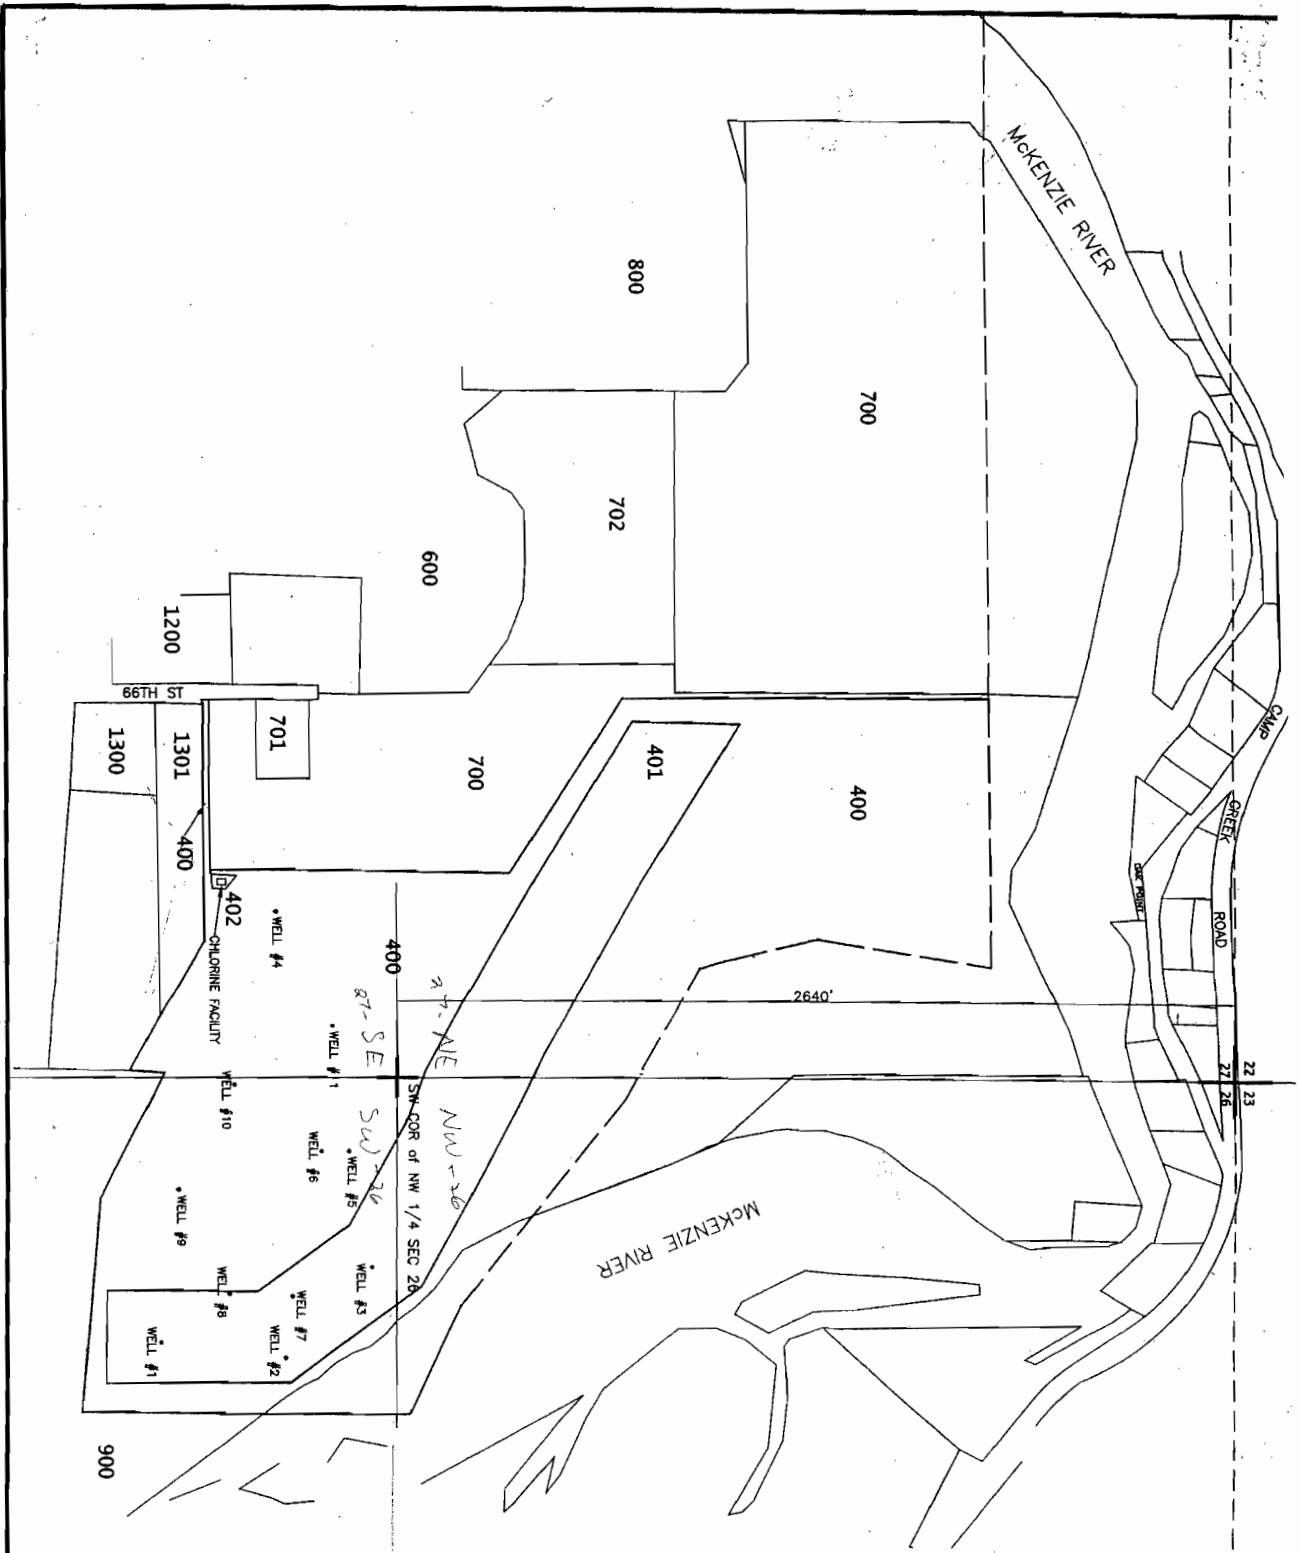 McKENZIE RIVER
800
700
702
600
1200
66TH ST
1300
1301
701
700
401
400
CAMP
CREEK
ROAD
OAK POINT
400
402
CHLORINE FACILITY
WELL #4
400
2640'
27-NE
27-SE
NW-26
SW-26
WELL #11
WELL #10
22
23
27
26
SW COR of NW 1/4 SEC 26
WELL #6
WELL #5
WELL #9
WELL #3
WELL #8
WELL #7
WELL #2
WELL #1
McKENZIE RIVER
900